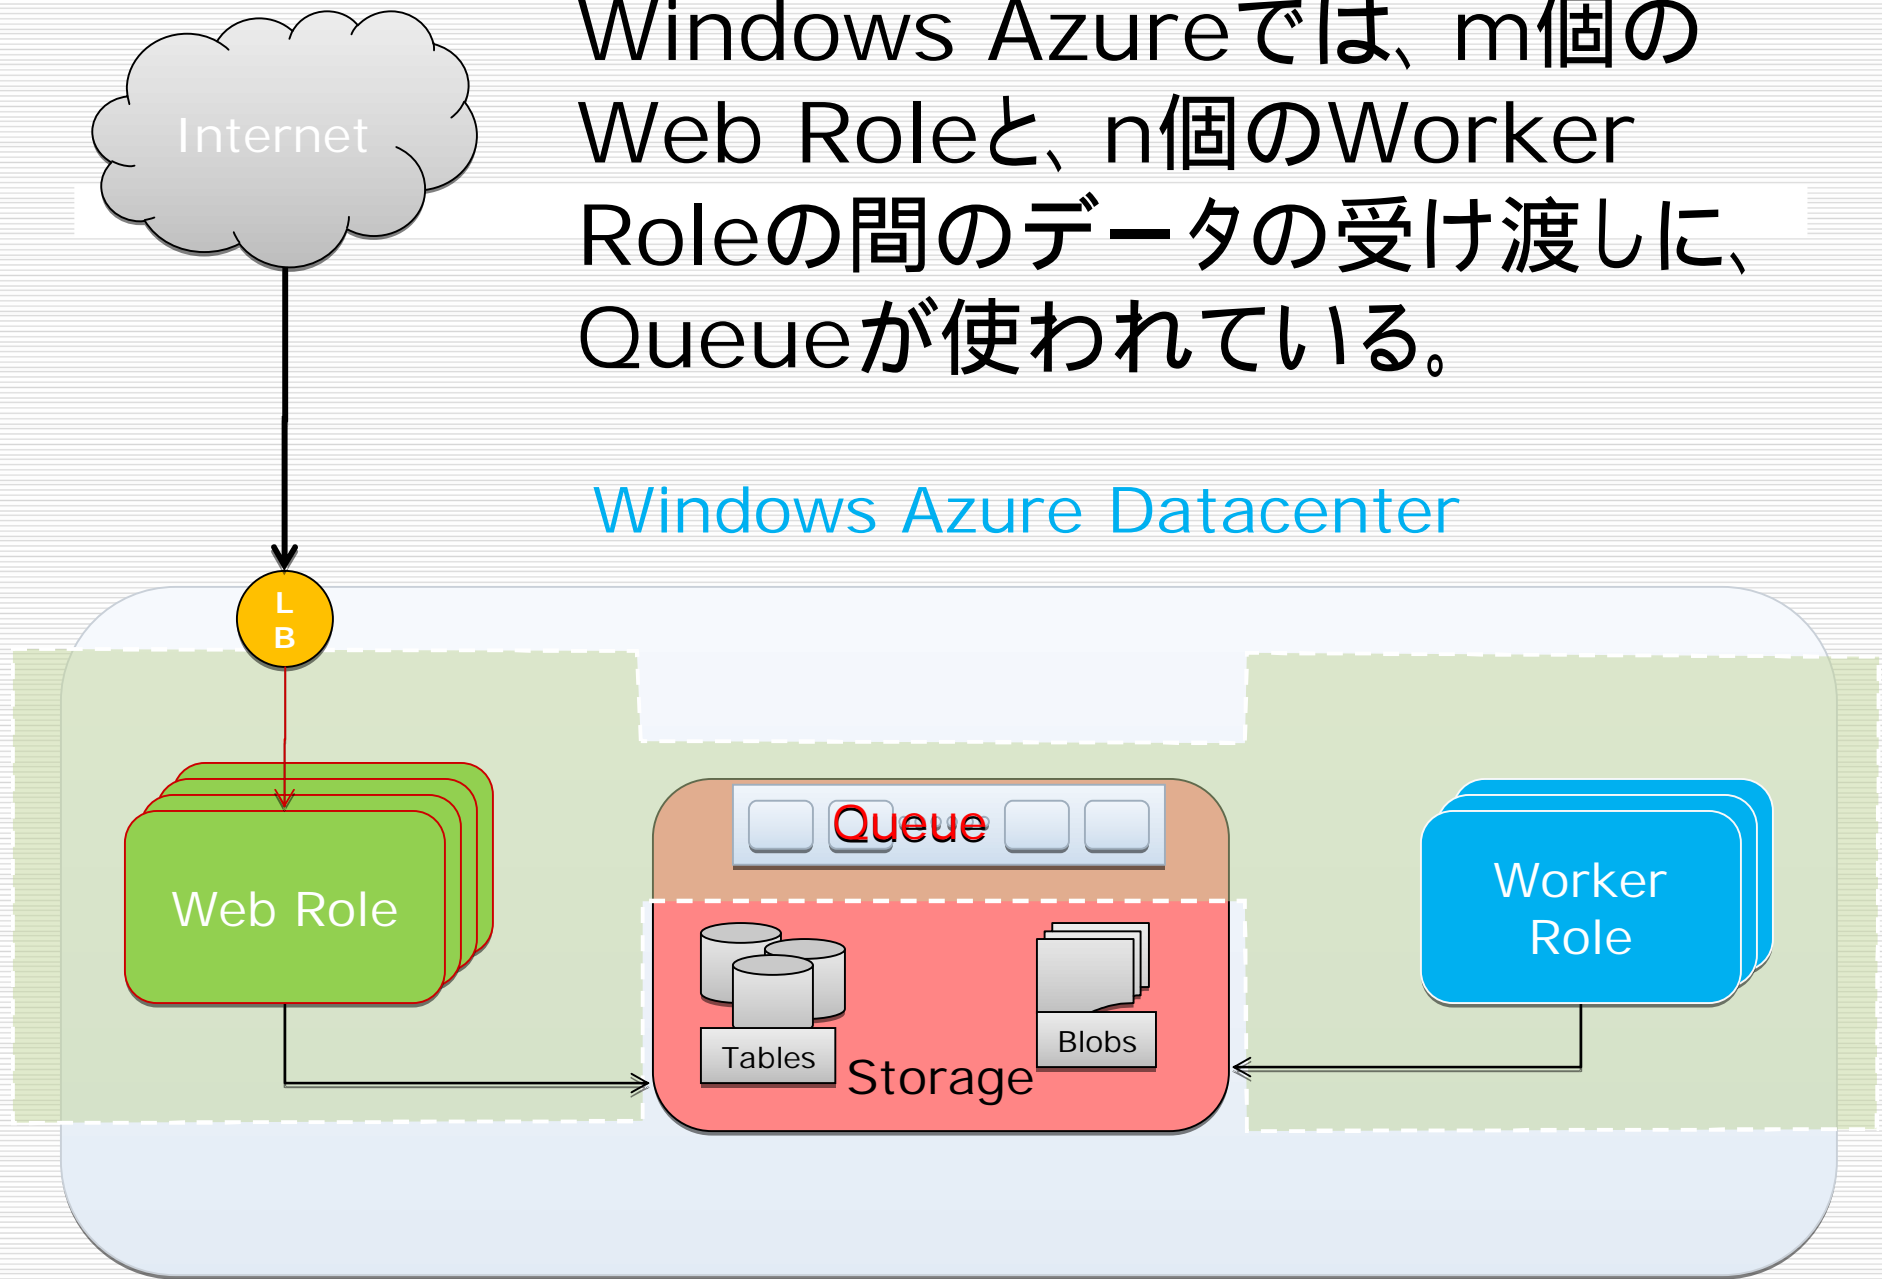 Windows Azureでは、m個の
Web Roleと、n個のWorker
Roleの間のデータの受け渡しに、
Queueが使われている。
Internet
Windows Azure Datacenter
L
B
Queue
Web Role
Worker
Role
Tables
Blobs
Storage